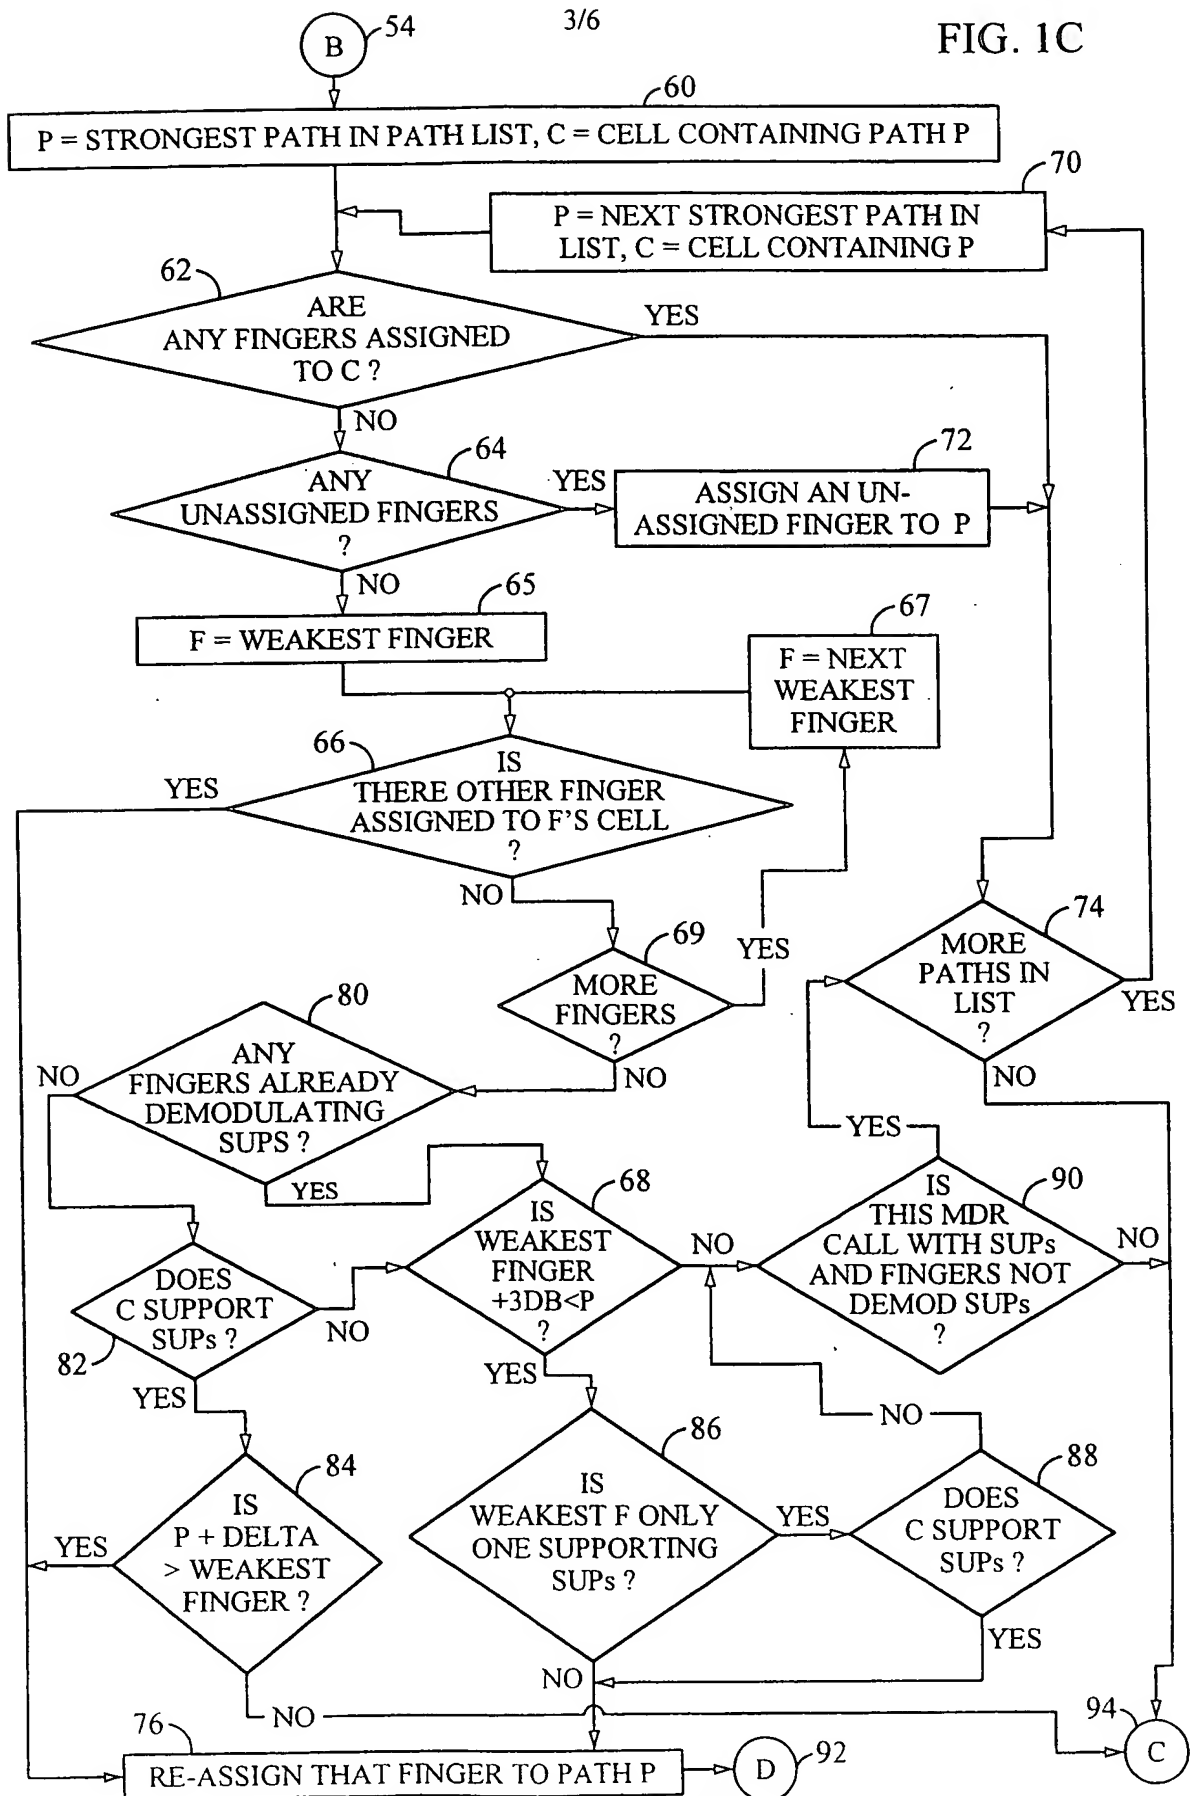 3/6
FIG. 1C
B
54
60
P = STRONGEST PATH IN PATH LIST, C = CELL CONTAINING PATH P
70
P = NEXT STRONGEST PATH IN
LIST, C = CELL CONTAINING P
62
ARE
ANY FINGERS ASSIGNED
TO C ?
YES
NO
64
ANY
UNASSIGNED FINGERS
?
YES
72
ASSIGN AN UN-
ASSIGNED FINGER TO P
NO
65
F = WEAKEST FINGER
67
F = NEXT
WEAKEST
FINGER
66
IS
THERE OTHER FINGER
ASSIGNED TO F'S CELL
?
YES
NO
69
MORE
FINGERS
?
YES
NO
74
MORE
PATHS IN
LIST
?
YES
NO
80
ANY
FINGERS ALREADY
DEMODULATING
SUPS ?
NO
YES
68
IS
WEAKEST
FINGER
+3DB<P
?
NO
YES
90
IS
THIS MDR
CALL WITH SUPs
AND FINGERS NOT
DEMOD SUPs
?
YES
NO
82
DOES
C SUPPORT
SUPs ?
NO
YES
84
IS
P + DELTA
> WEAKEST
FINGER ?
YES
NO
86
IS
WEAKEST F ONLY
ONE SUPPORTING
SUPs ?
YES
NO
88
DOES
C SUPPORT
SUPs ?
NO
YES
76
RE-ASSIGN THAT FINGER TO PATH P
D
92
94
C